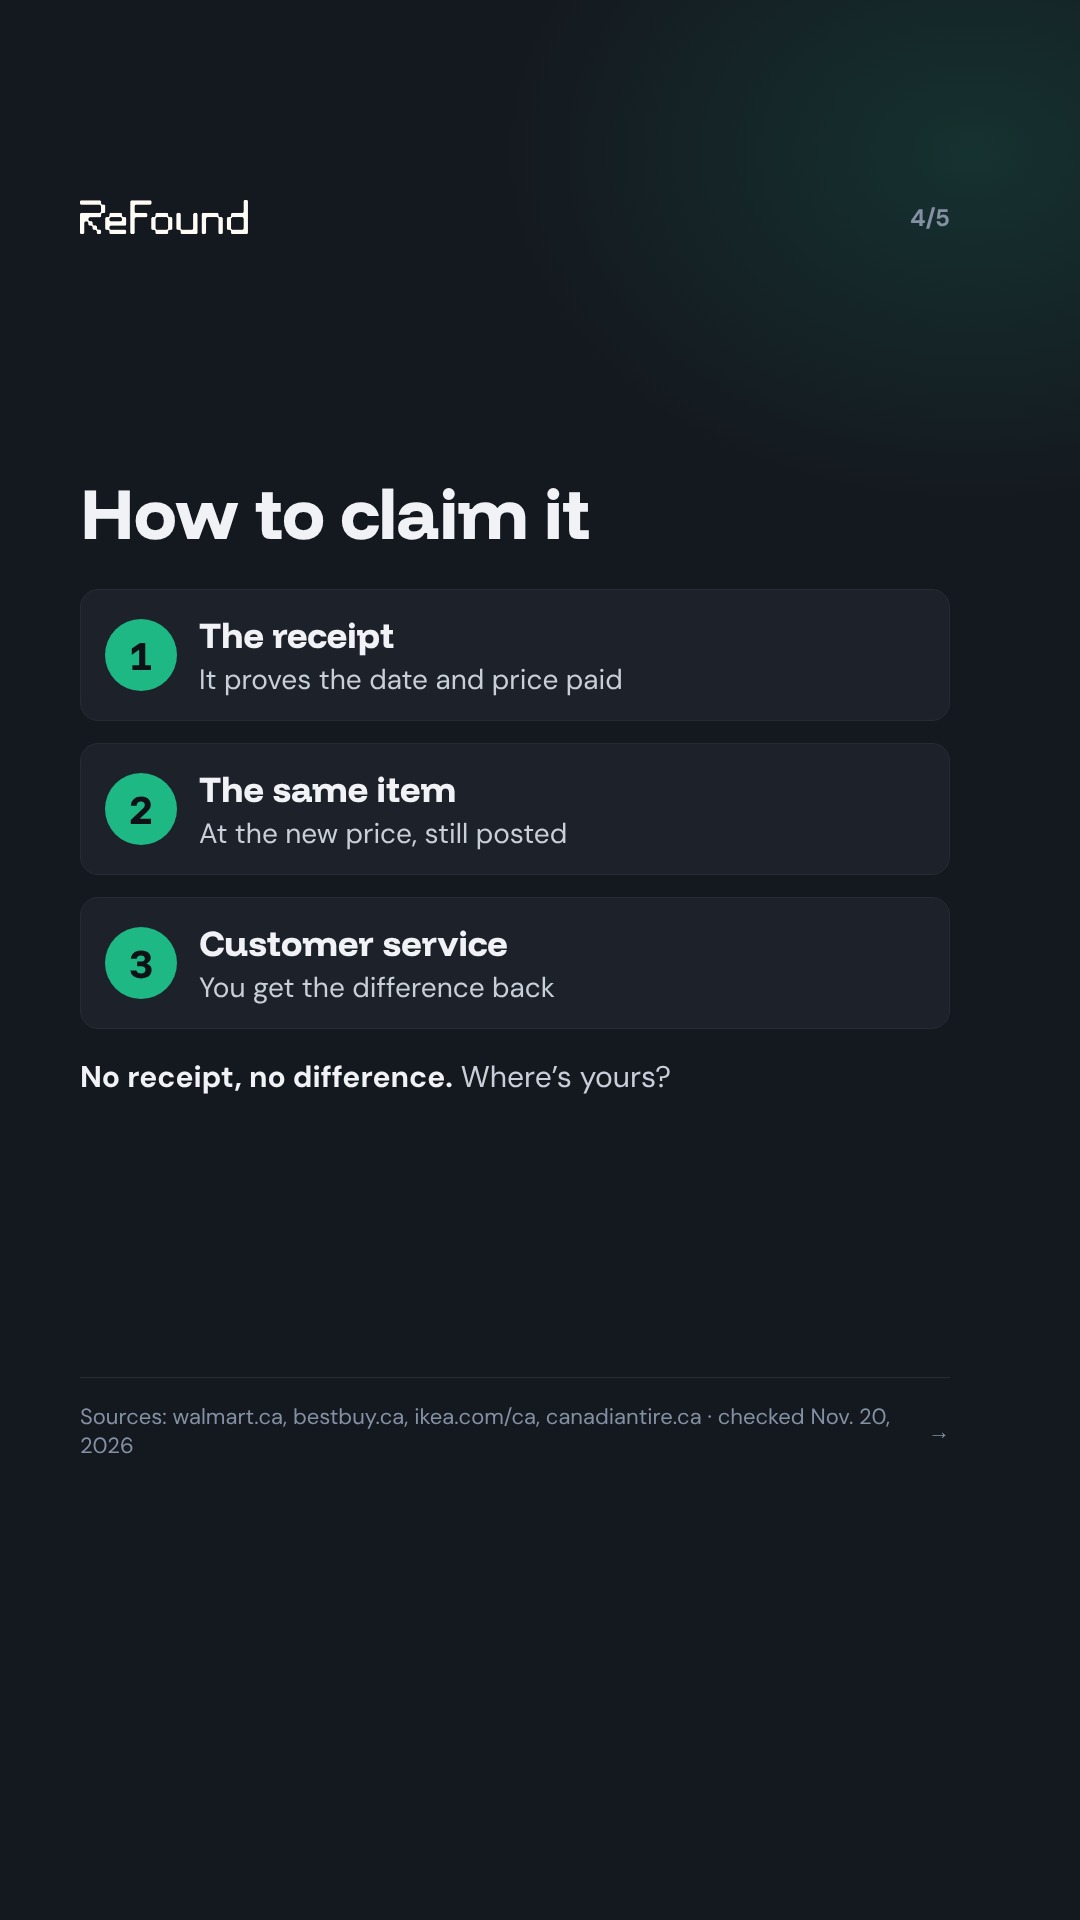 ReFound
4/5
How to claim it
1
The receipt
It proves the date and price paid
2
The same item
At the new price, still posted
3
Customer service
You get the difference back
No receipt, no difference. Where’s yours?
Sources: walmart.ca, bestbuy.ca, ikea.com/ca, canadiantire.ca · checked Nov. 20,
2026
→